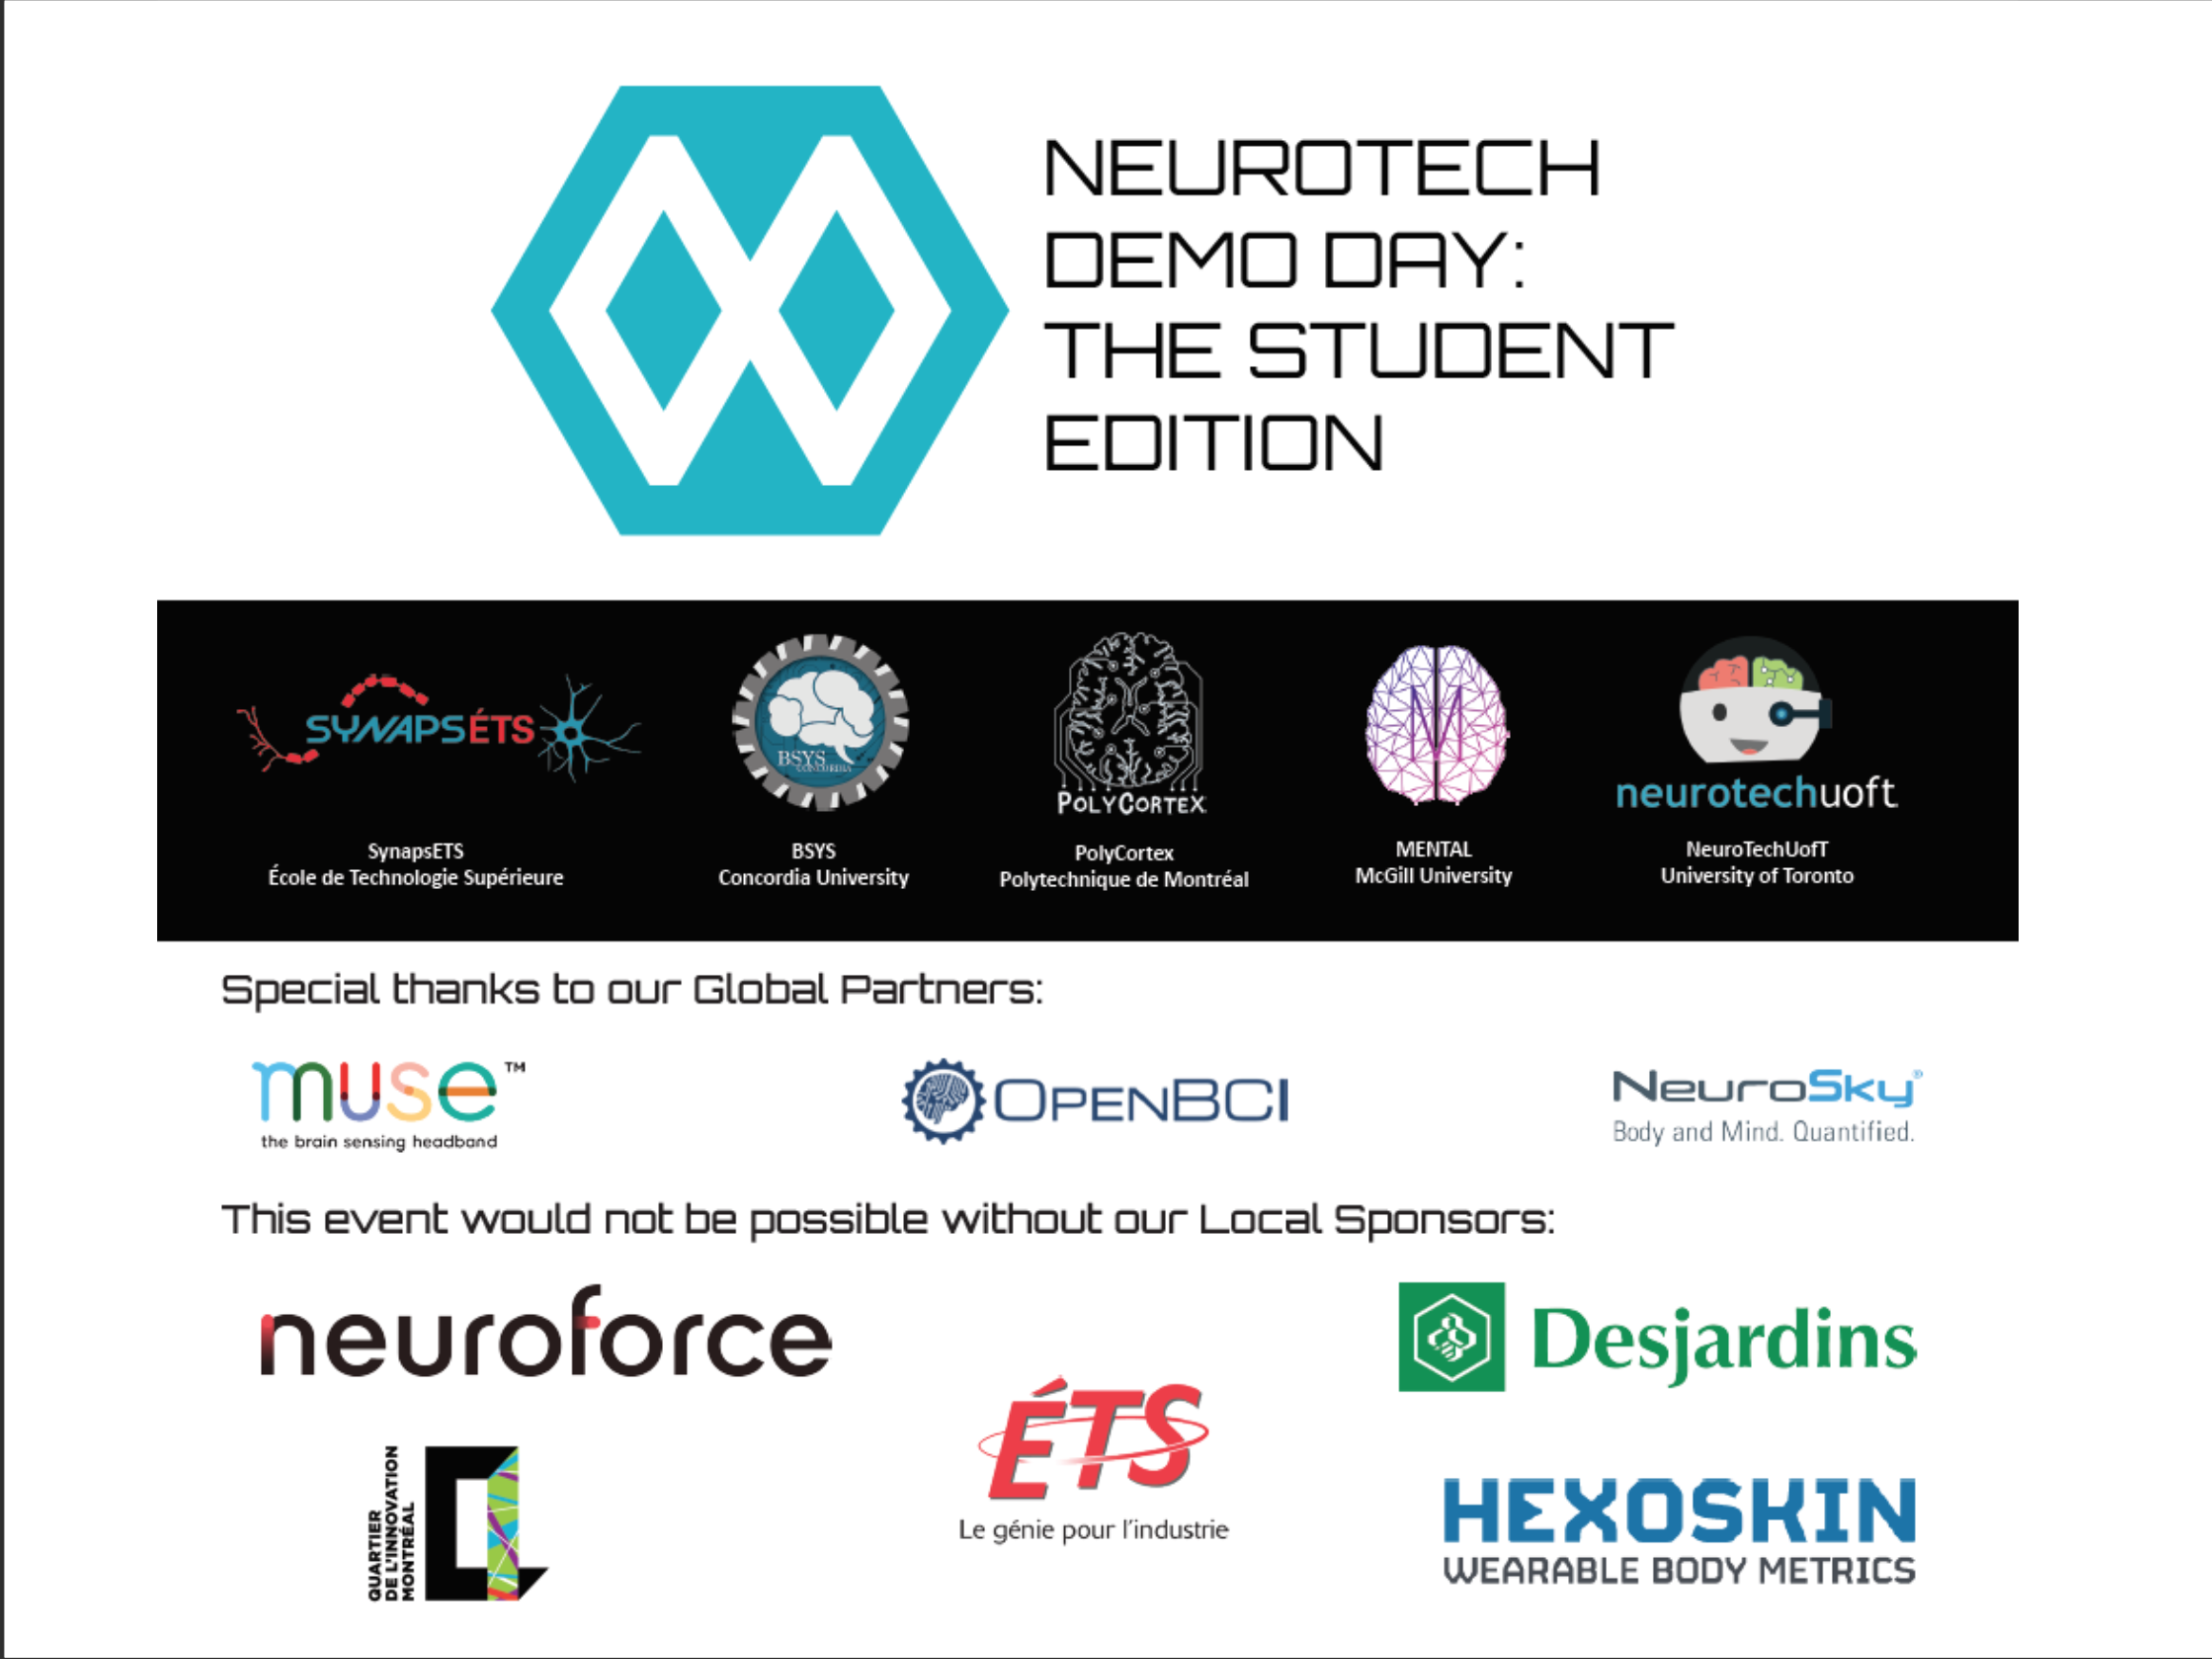 NEUROTECH
DEMO DAY:
THE STUDENT
EDITION
SYNAPSÉTS
SynapsETS
École de Technologie Supérieure
BSYS
CONCORDIA
BSYS
Concordia University
POLYCORTEX
PolyCortex
Polytechnique de Montréal
M
MENTAL
McGill University
neurotechuoft
NeuroTechUofT
University of Toronto
Special thanks to our Global Partners:
muse™
the brain sensing headband
OPENBCI
NeuroSky®
Body and Mind. Quantified.
This event would not be possible without our Local Sponsors:
neuroforce
Desjardins
ÉTS
Le génie pour l'industrie
QUARTIER
DE L'INNOVATION
MONTRÉAL
HEXOSKIN
WEARABLE BODY METRICS